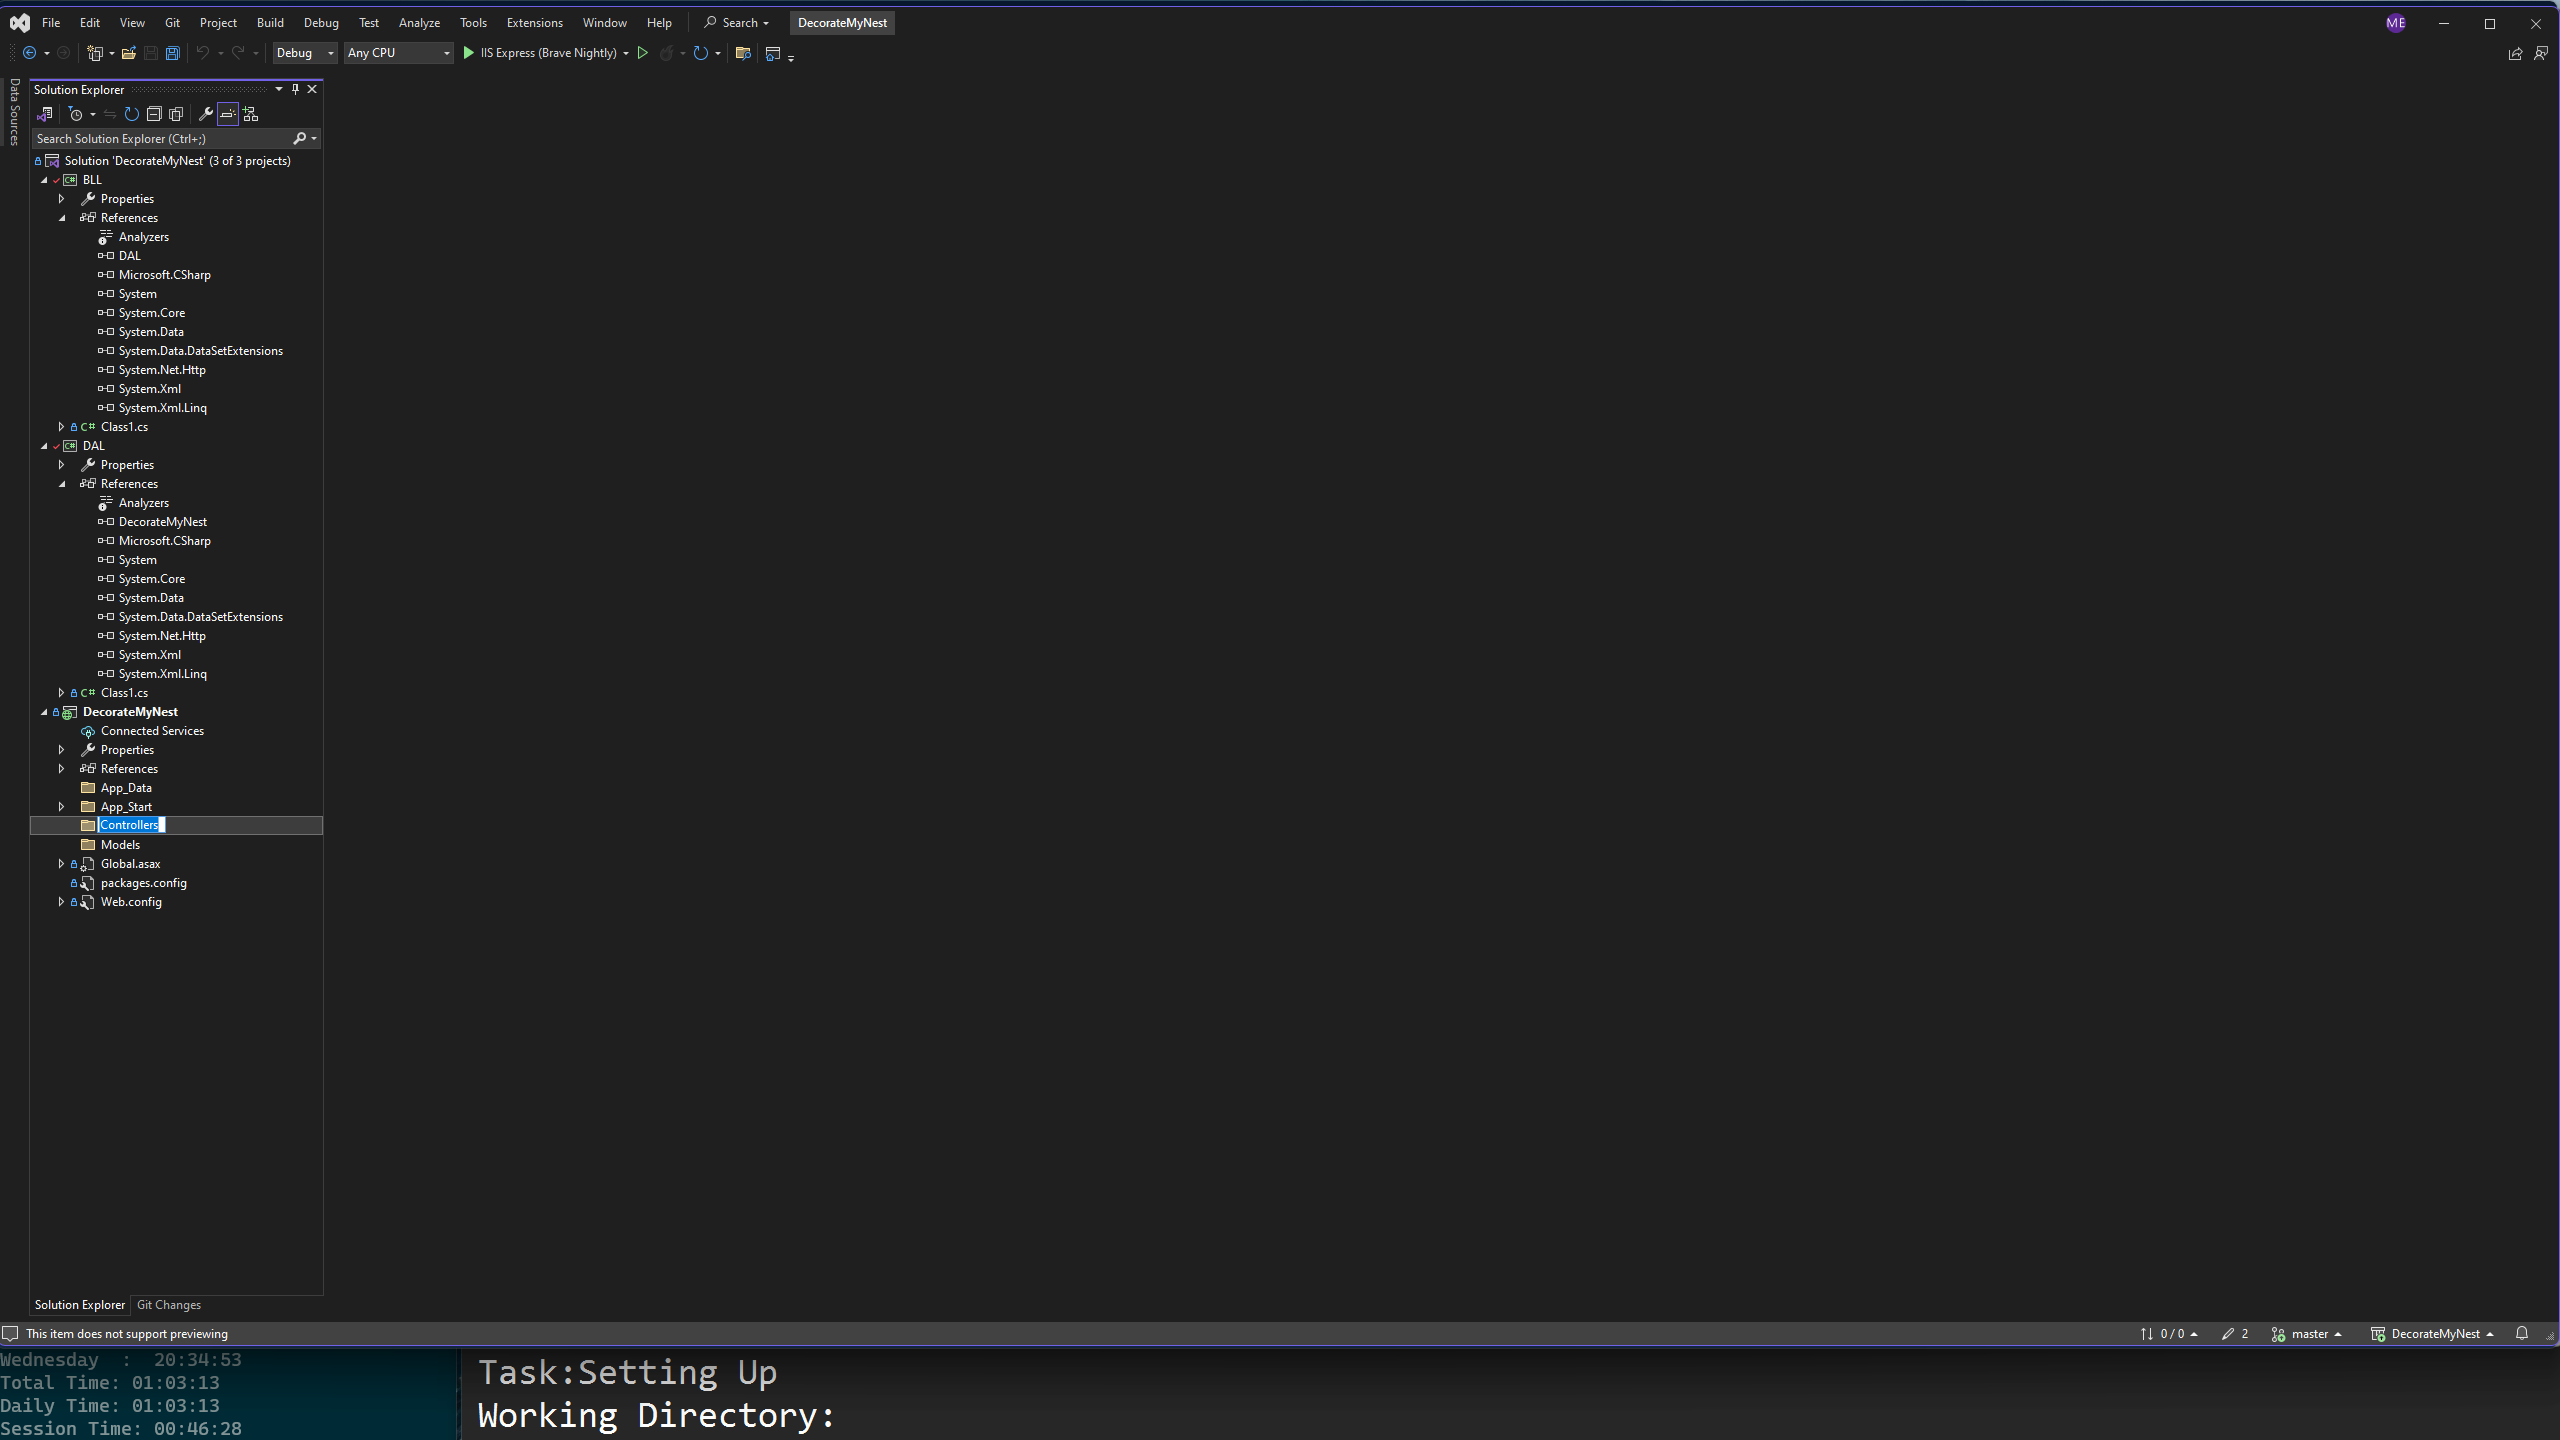 File Edit View Git Project Build Debug Test Analyze Tools Extensions Window Help Search DecorateMyNest ME
Debug Any CPU IIS Express (Brave Nightly)
Data Sources
Solution Explorer
Search Solution Explorer (Ctrl+;)
Solution 'DecorateMyNest' (3 of 3 projects)
C# BLL
Properties
References
Analyzers
DAL
Microsoft.CSharp
System
System.Core
System.Data
System.Data.DataSetExtensions
System.Net.Http
System.Xml
System.Xml.Linq
C# Class1.cs
C# DAL
Properties
References
Analyzers
DecorateMyNest
Microsoft.CSharp
System
System.Core
System.Data
System.Data.DataSetExtensions
System.Net.Http
System.Xml
System.Xml.Linq
C# Class1.cs
DecorateMyNest
Connected Services
Properties
References
App_Data
App_Start
Controllers
Models
Global.asax
packages.config
Web.config
Solution Explorer Git Changes
This item does not support previewing 0 / 0 2 master DecorateMyNest
Wednesday : 20:34:53
Total Time: 01:03:13
Daily Time: 01:03:13
Session Time: 00:46:28
Task:Setting Up
Working Directory: